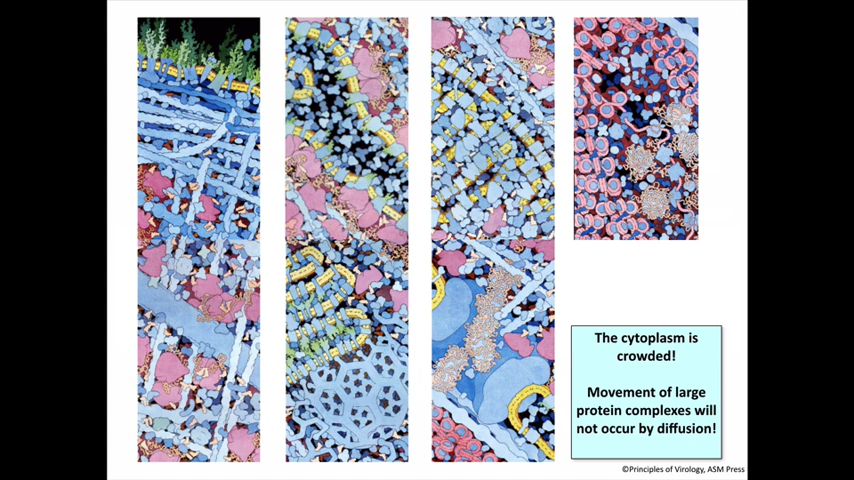 The cytoplasm is
crowded!
Movement of large
protein complexes will
not occur by diffusion!
©Principles of Virology, ASM Press